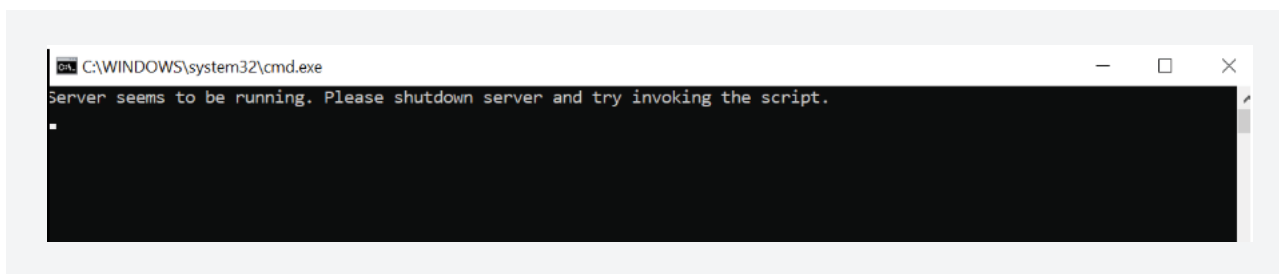 C:\WINDOWS\system32\cmd.exe
Server seems to be running. Please shutdown server and try invoking the script.